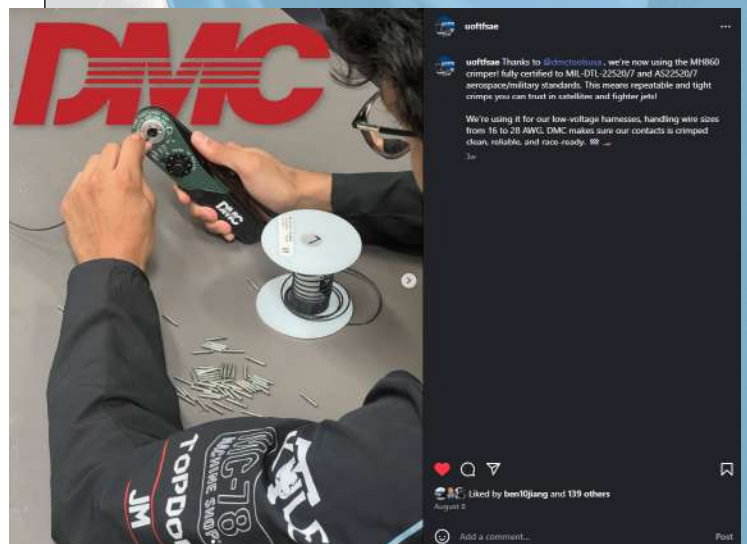 DMC
DMC
TOPDO
JM
MC-78
MACHINE SHOP
uoftfsae
uoftfsae Thanks to @dmctoolsusa , we're now using the MH860
crimper! fully certified to MIL-DTL-22520/7 and AS22520/7
aerospace/military standards. This means repeatable and tight
crimps you can trust in satellites and fighter jets!
We're using it for our low-voltage harnesses, handling wire sizes
from 16 to 28 AWG. DMC makes sure our contacts is crimped
clean, reliable, and race-ready.
3w
Liked by ben10jiang and 139 others
August 8
Add a comment...
Post